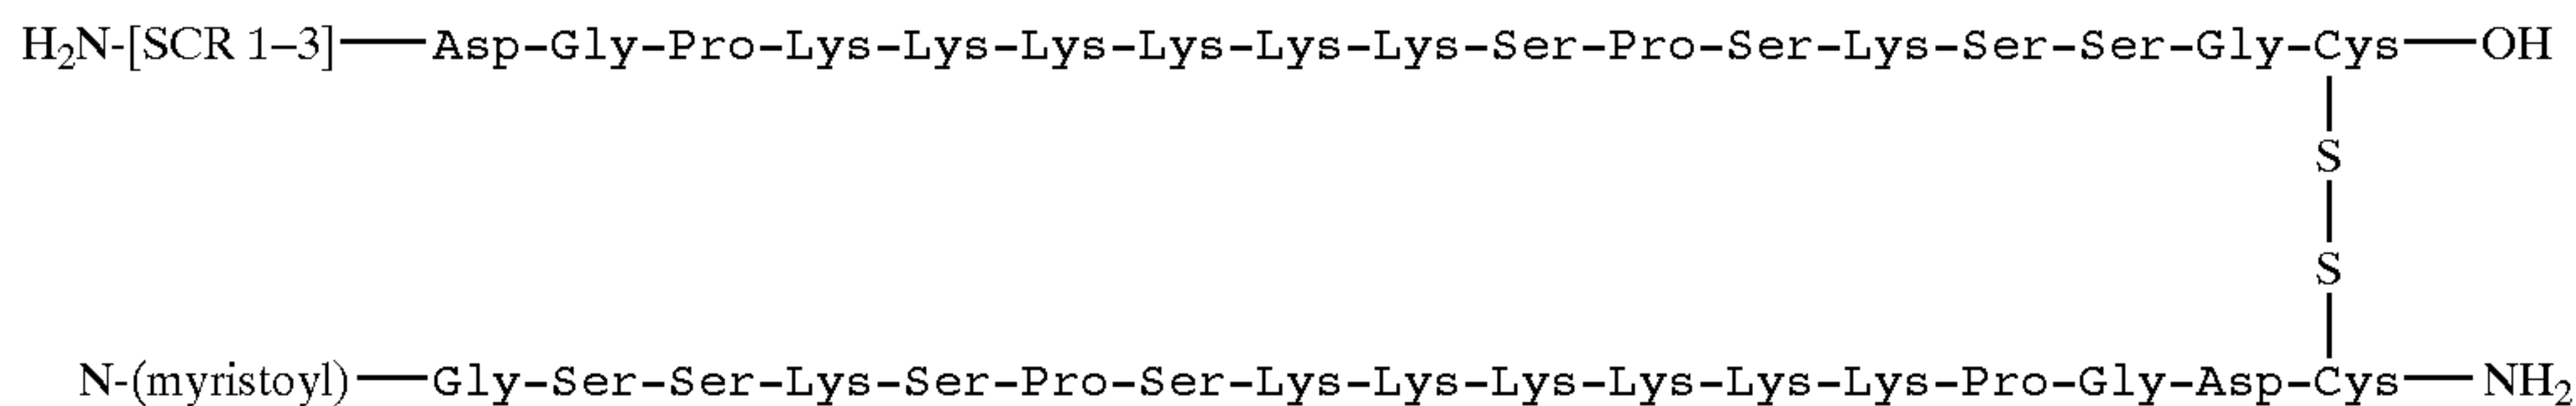 H₂N-[SCR 1–3]—Asp-Gly-Pro-Lys-Lys-Lys-Lys-Lys-Lys-Ser-Pro-Ser-Lys-Ser-Ser-Gly-Cys—OH
S
S
N-(myristoyl)—Gly-Ser-Ser-Lys-Ser-Pro-Ser-Lys-Lys-Lys-Lys-Lys-Lys-Pro-Gly-Asp-Cys—NH₂